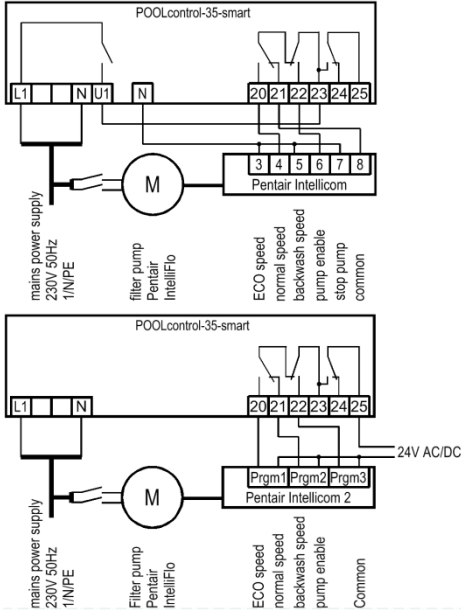 POOLcontrol-35-smart
L1 N U1 N 20 21 22 23 24 25
3 4 5 6 7 8
Pentair Intellicom
M
mains power supply
230V 50Hz
1/N/PE
filter pump
Pentair
IntelliFlo
ECO speed
normal speed
backwash speed
pump enable
stop pump
common
POOLcontrol-35-smart
L1 N 20 21 22 23 24 25
24V AC/DC
Prgm1 Prgm2 Prgm3
Pentair Intellicom 2
M
mains power supply
230V 50Hz
1/N/PE
Filter pump
Pentair
IntelliFlo
ECO speed
normal speed
backwash speed
pump enable
Common